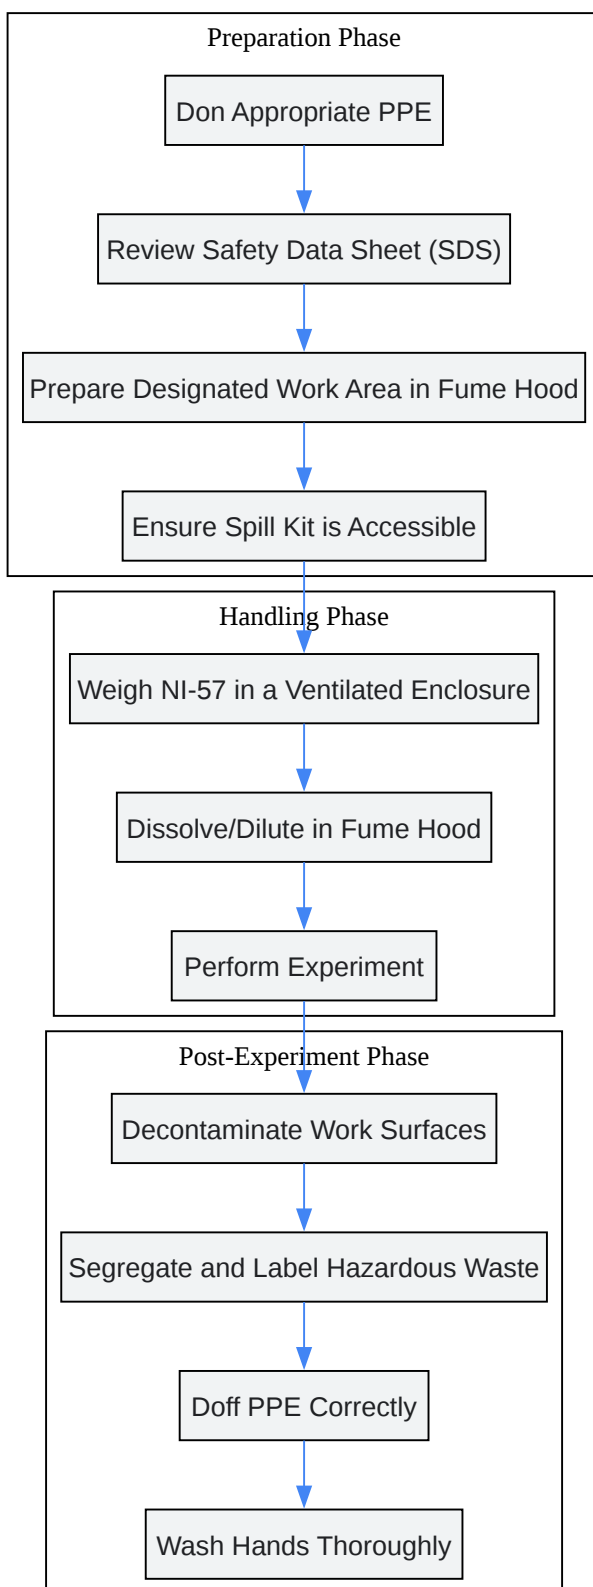 Preparation Phase
Don Appropriate PPE
Review Safety Data Sheet (SDS)
Prepare Designated Work Area in Fume Hood
Ensure Spill Kit is Accessible
Handling Phase
Weigh NI-57 in a Ventilated Enclosure
Dissolve/Dilute in Fume Hood
Perform Experiment
Post-Experiment Phase
Decontaminate Work Surfaces
Segregate and Label Hazardous Waste
Doff PPE Correctly
Wash Hands Thoroughly